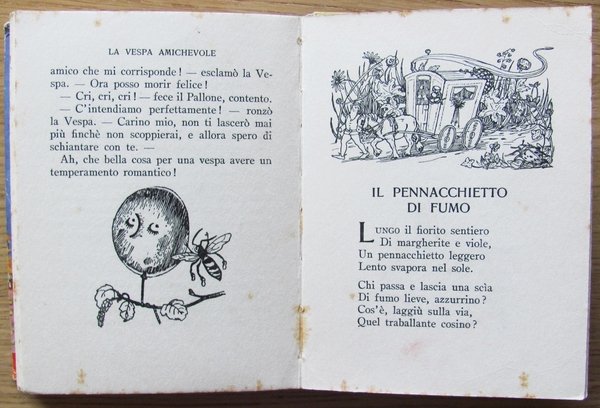 LA VESPA AMICHEVOLE
amico che mi corrisponde! — esclamò la Ve-
spa. — Ora posso morir felice!
— Cri, cri, cri! — fece il Pallone, contento.
— C'intendiamo perfettamente! — ronzò
la Vespa. — Carino mio, non ti lascerò mai
più finchè non scoppierai, e allora spero di
schiantare con te. —
Ah, che bella cosa per una vespa avere un
temperamento romantico!
IL PENNACCHIETTO
DI FUMO
LUNGO il fiorito sentiero
Di margherite e viole,
Un pennacchietto leggero
Lento svapora nel sole.
Chi passa e lascia una scìa
Di fumo lieve, azzurrino?
Cos'è, laggiù sulla via,
Quel traballante cosino?